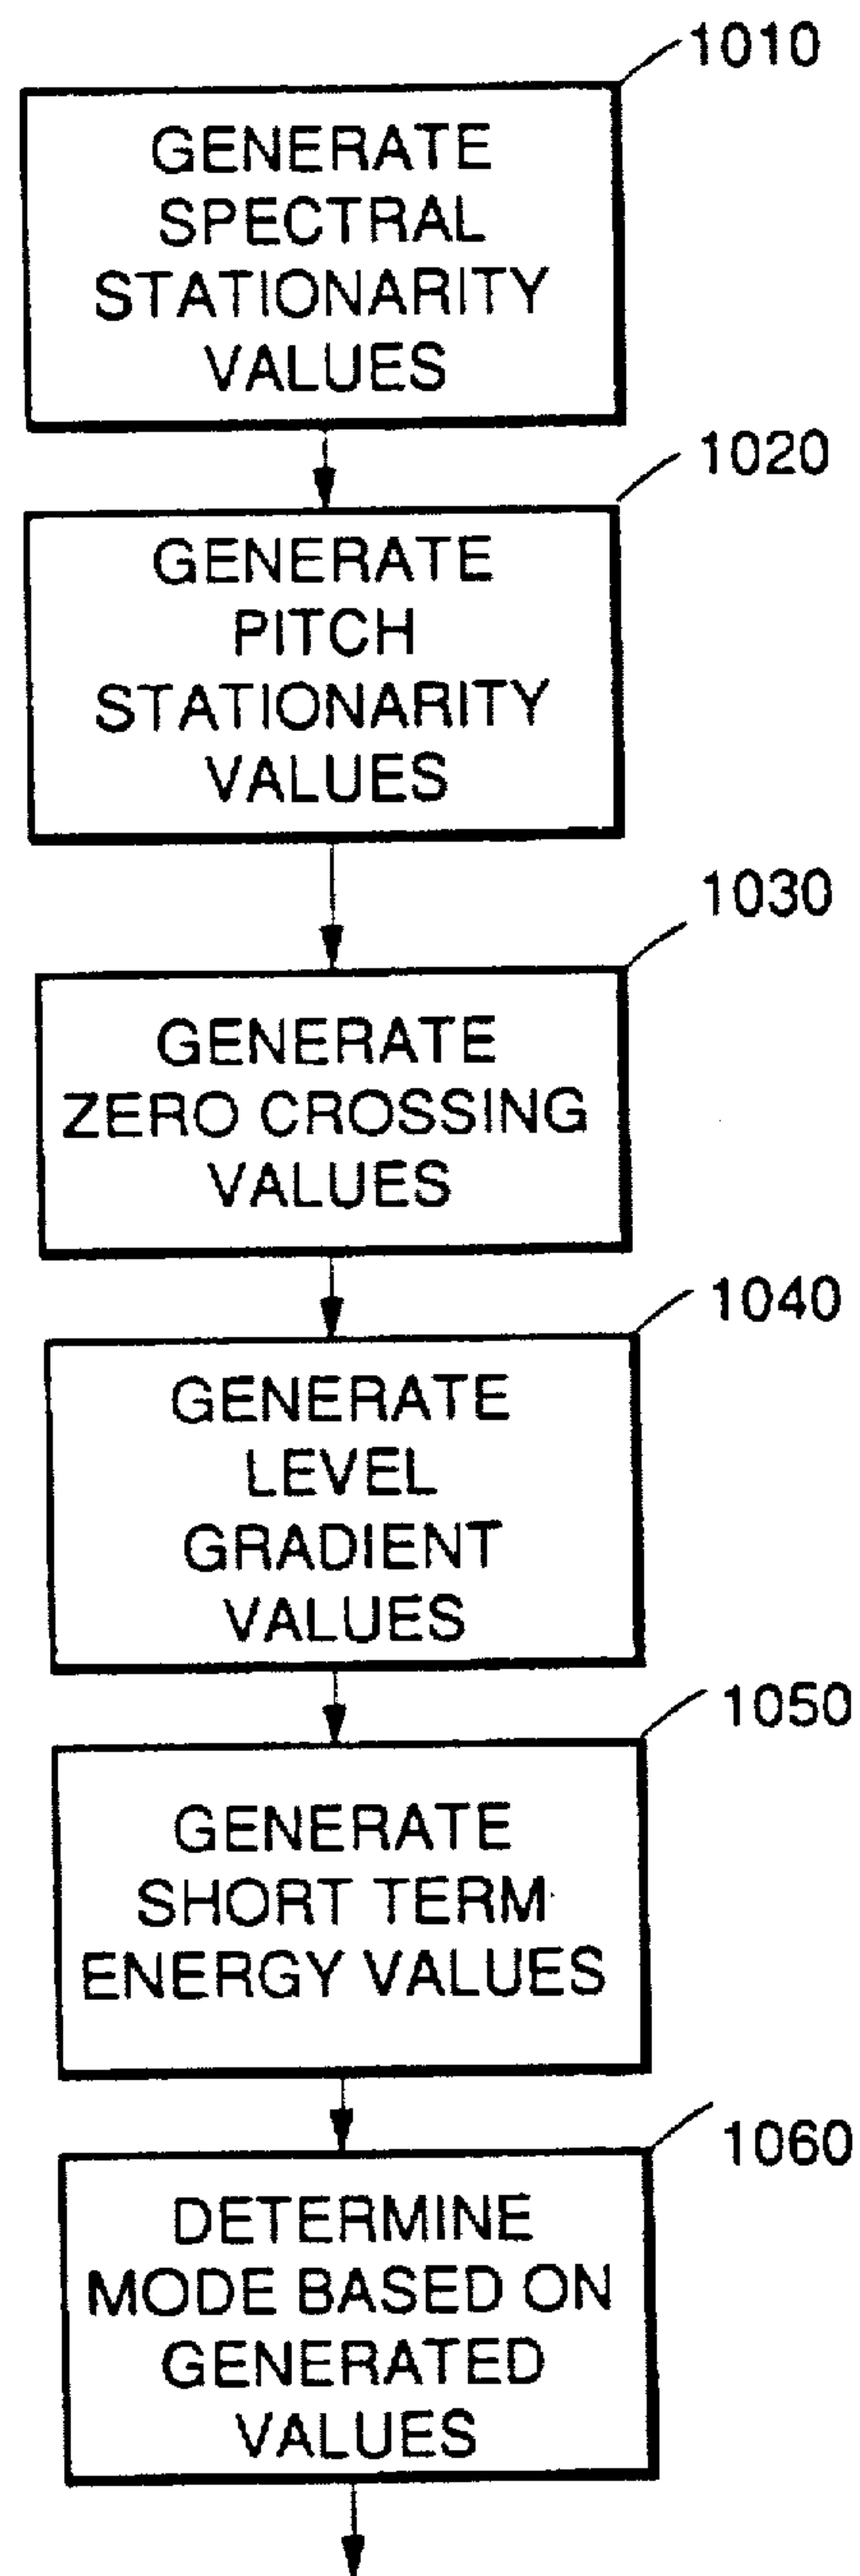 1010
GENERATE
SPECTRAL
STATIONARITY
VALUES
1020
GENERATE
PITCH
STATIONARITY
VALUES
1030
GENERATE
ZERO CROSSING
VALUES
1040
GENERATE
LEVEL
GRADIENT
VALUES
1050
GENERATE
SHORT TERM
ENERGY VALUES
1060
DETERMINE
MODE BASED ON
GENERATED
VALUES